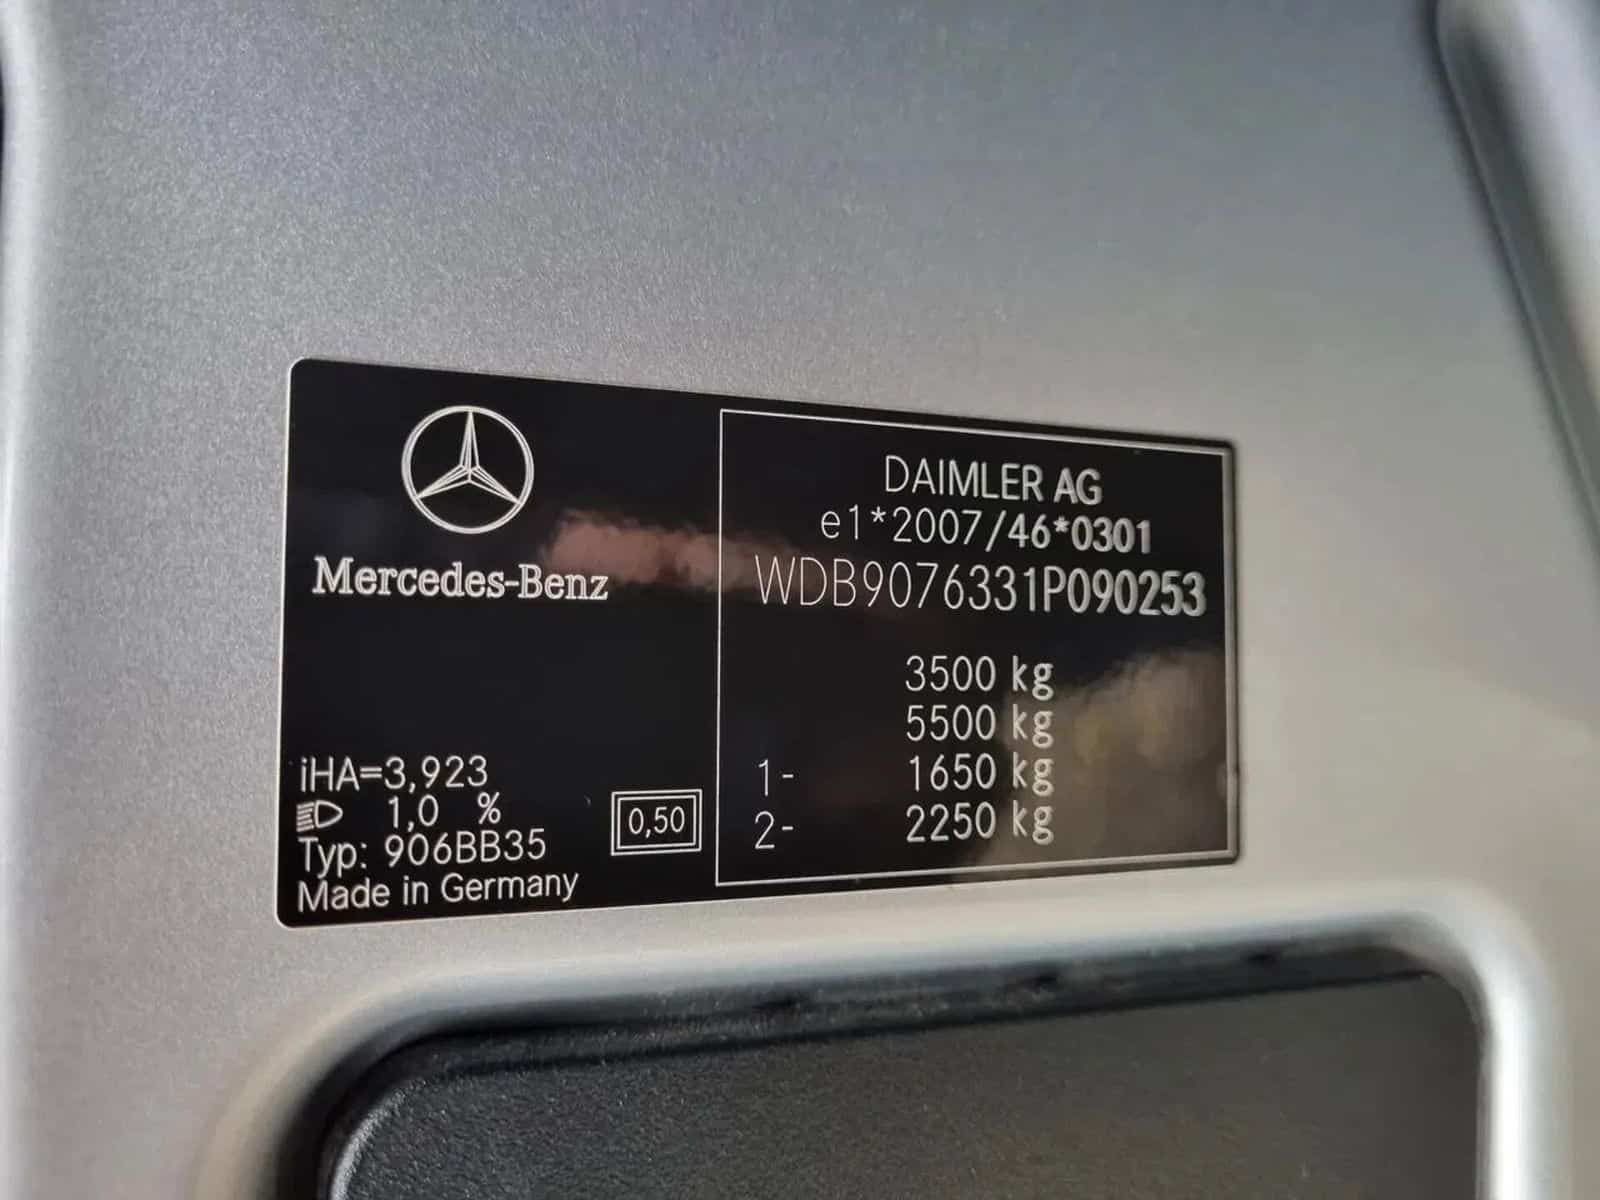 Mercedes-Benz
iHA=3,923
1,0 %
Typ: 906BB35
Made in Germany
0,50
DAIMLER AG
e1*2007/46*0301
WDB9076331P090253
3500 kg
5500 kg
1- 1650 kg
2- 2250 kg